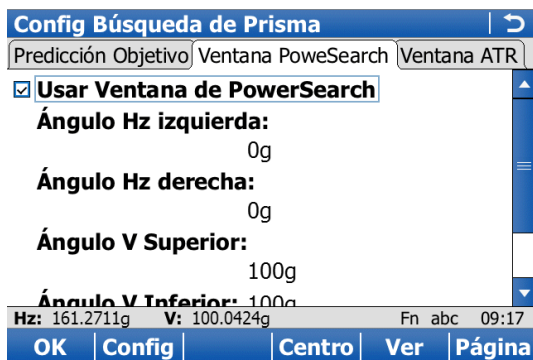 Config Búsqueda de Prisma
Predicción Objetivo Ventana PoweSearch Ventana ATR
Usar Ventana de PowerSearch
Ángulo Hz izquierda:
0g
Ángulo Hz derecha:
0g
Ángulo V Superior:
100g
Ángulo V Inferior: 100g
Hz: 161.2711g V: 100.0424g Fn abc 09:17
OK Config Centro Ver Página